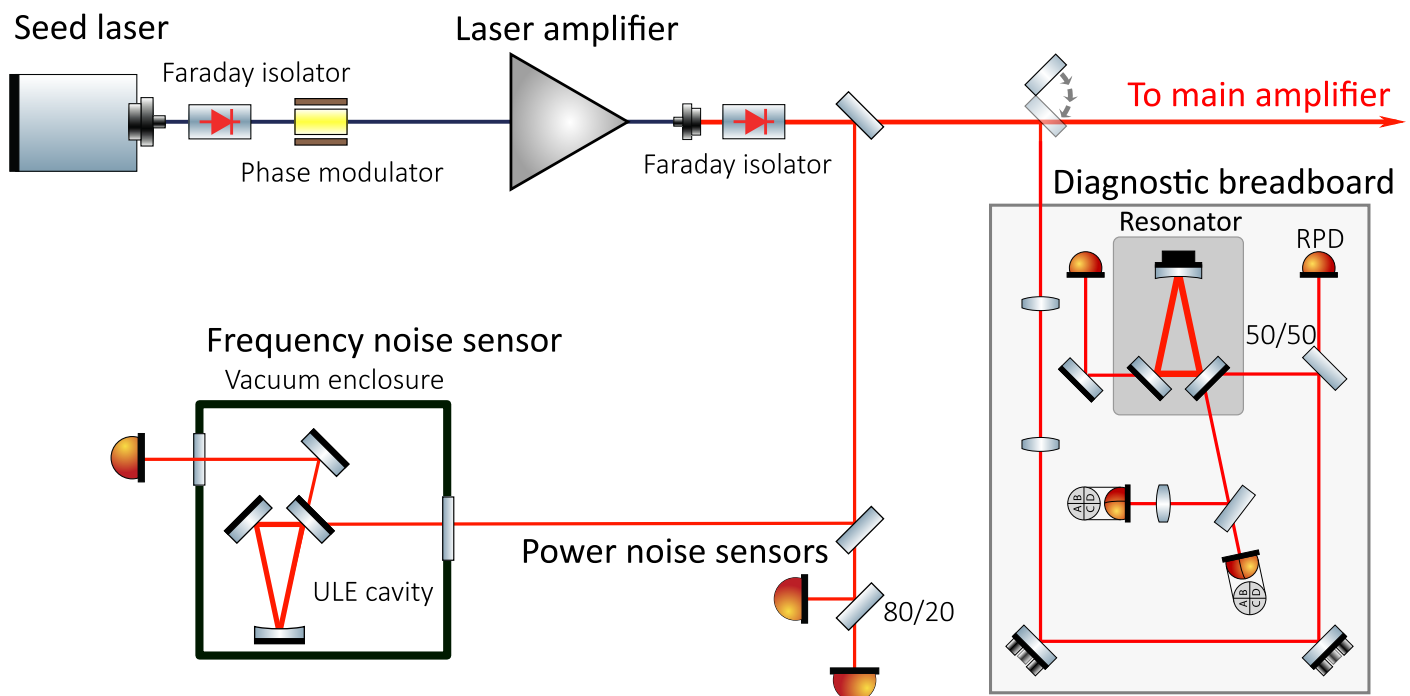 Seed laser
Laser amplifier
Faraday isolator
Phase modulator
Faraday isolator
To main amplifier
Diagnostic breadboard
Resonator
RPD
50/50
Frequency noise sensor
Vacuum enclosure
ULE cavity
Power noise sensors
80/20
A B
C D
A B
C D